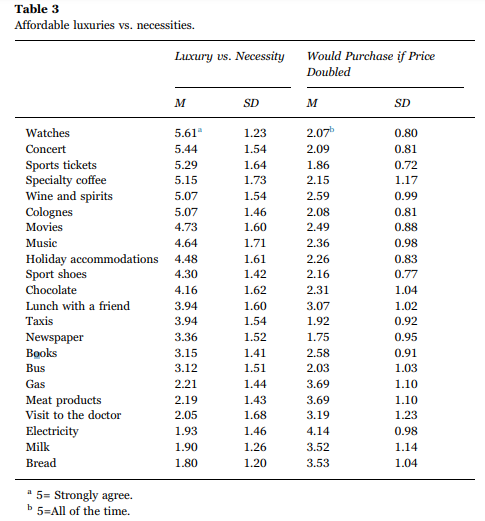 Table 3
Affordable luxuries vs. necessities.
Luxury vs. Necessity Would Purchase if Price
Doubled
M SD M SD
Watches 5.61a 1.23 2.07b 0.80
Concert 5.44 1.54 2.09 0.81
Sports tickets 5.29 1.64 1.86 0.72
Specialty coffee 5.15 1.73 2.15 1.17
Wine and spirits 5.07 1.54 2.59 0.99
Colognes 5.07 1.46 2.08 0.81
Movies 4.73 1.60 2.49 0.88
Music 4.64 1.71 2.36 0.98
Holiday accommodations 4.48 1.61 2.26 0.83
Sport shoes 4.30 1.42 2.16 0.77
Chocolate 4.16 1.62 2.31 1.04
Lunch with a friend 3.94 1.60 3.07 1.02
Taxis 3.94 1.54 1.92 0.92
Newspaper 3.36 1.52 1.75 0.95
Books 3.15 1.41 2.58 0.91
Bus 3.12 1.51 2.03 1.03
Gas 2.21 1.44 3.69 1.10
Meat products 2.19 1.43 3.69 1.10
Visit to the doctor 2.05 1.68 3.19 1.23
Electricity 1.93 1.46 4.14 0.98
Milk 1.90 1.26 3.52 1.14
Bread 1.80 1.20 3.53 1.04
a 5= Strongly agree.
b 5=All of the time.